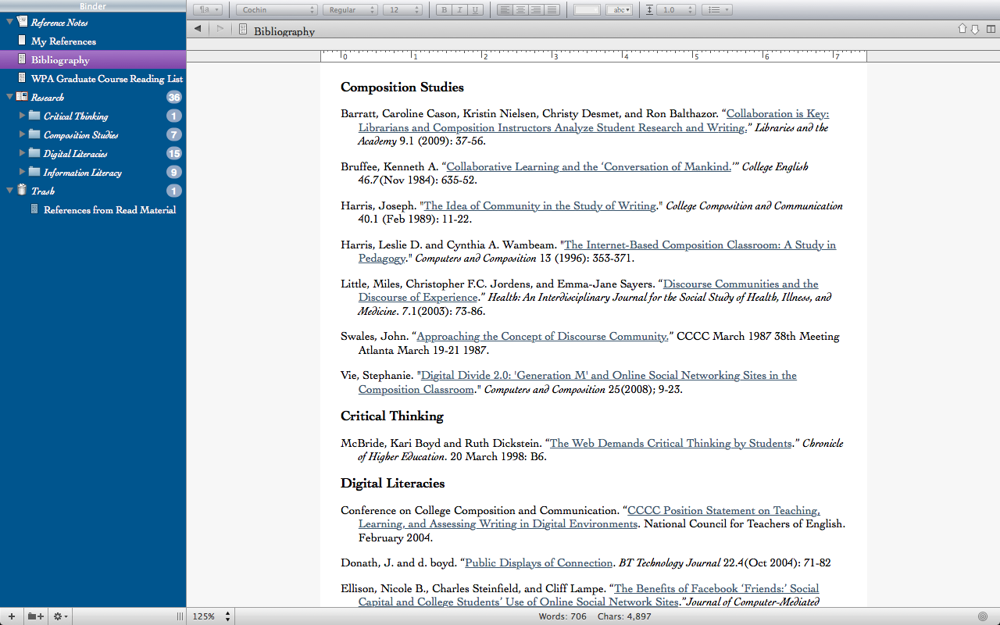 Binder
Reference Notes
My References
Bibliography
WPA Graduate Course Reading List
Research 36
Critical Thinking 1
Composition Studies 7
Digital Literacies 15
Information Literacy 9
Trash 1
References from Read Material
¶a Cochin Regular 12 B I U abc 1.0
Bibliography
0 1 2 3 4 5 6 7
Composition Studies
Barratt, Caroline Cason, Kristin Nielsen, Christy Desmet, and Ron Balthazor. “Collaboration is Key:
Librarians and Composition Instructors Analyze Student Research and Writing.” Libraries and the
Academy 9.1 (2009): 37-56.
Bruffee, Kenneth A. “Collaborative Learning and the ‘Conversation of Mankind.’” College English
46.7(Nov 1984): 635-52.
Harris, Joseph. "The Idea of Community in the Study of Writing." College Composition and Communication
40.1 (Feb 1989): 11-22.
Harris, Leslie D. and Cynthia A. Wambeam. "The Internet-Based Composition Classroom: A Study in
Pedagogy." Computers and Composition 13 (1996): 353-371.
Little, Miles, Christopher F.C. Jordens, and Emma-Jane Sayers. “Discourse Communities and the
Discourse of Experience.” Health: An Interdisciplinary Journal for the Social Study of Health, Illness, and
Medicine. 7.1(2003): 73-86.
Swales, John. “Approaching the Concept of Discourse Community.” CCCC March 1987 38th Meeting
Atlanta March 19-21 1987.
Vie, Stephanie. "Digital Divide 2.0: 'Generation M' and Online Social Networking Sites in the
Composition Classroom." Computers and Composition 25(2008); 9-23.
Critical Thinking
McBride, Kari Boyd and Ruth Dickstein. “The Web Demands Critical Thinking by Students.” Chronicle
of Higher Education. 20 March 1998: B6.
Digital Literacies
Conference on College Composition and Communication. “CCCC Position Statement on Teaching,
Learning, and Assessing Writing in Digital Environments. National Council for Teachers of English.
February 2004.
Donath, J. and d. boyd. “Public Displays of Connection. BT Technology Journal 22.4(Oct 2004): 71-82
Ellison, Nicole B., Charles Steinfield, and Cliff Lampe. “The Benefits of Facebook ‘Friends:’ Social
Capital and College Students’ Use of Online Social Network Sites.”Journal of Computer-Mediated
125% Words: 706 Chars: 4,897